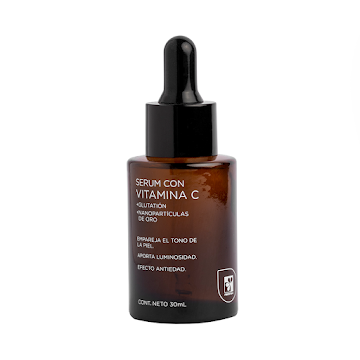 SERUM CON
VITAMINA C
+GLUTATIÓN
+NANOPARTÍCULAS
DE ORO
EMPAREJA EL TONO DE
LA PIEL.
APORTA LUMINOSIDAD.
EFECTO ANTIEDAD.
CONT. NETO 30mL